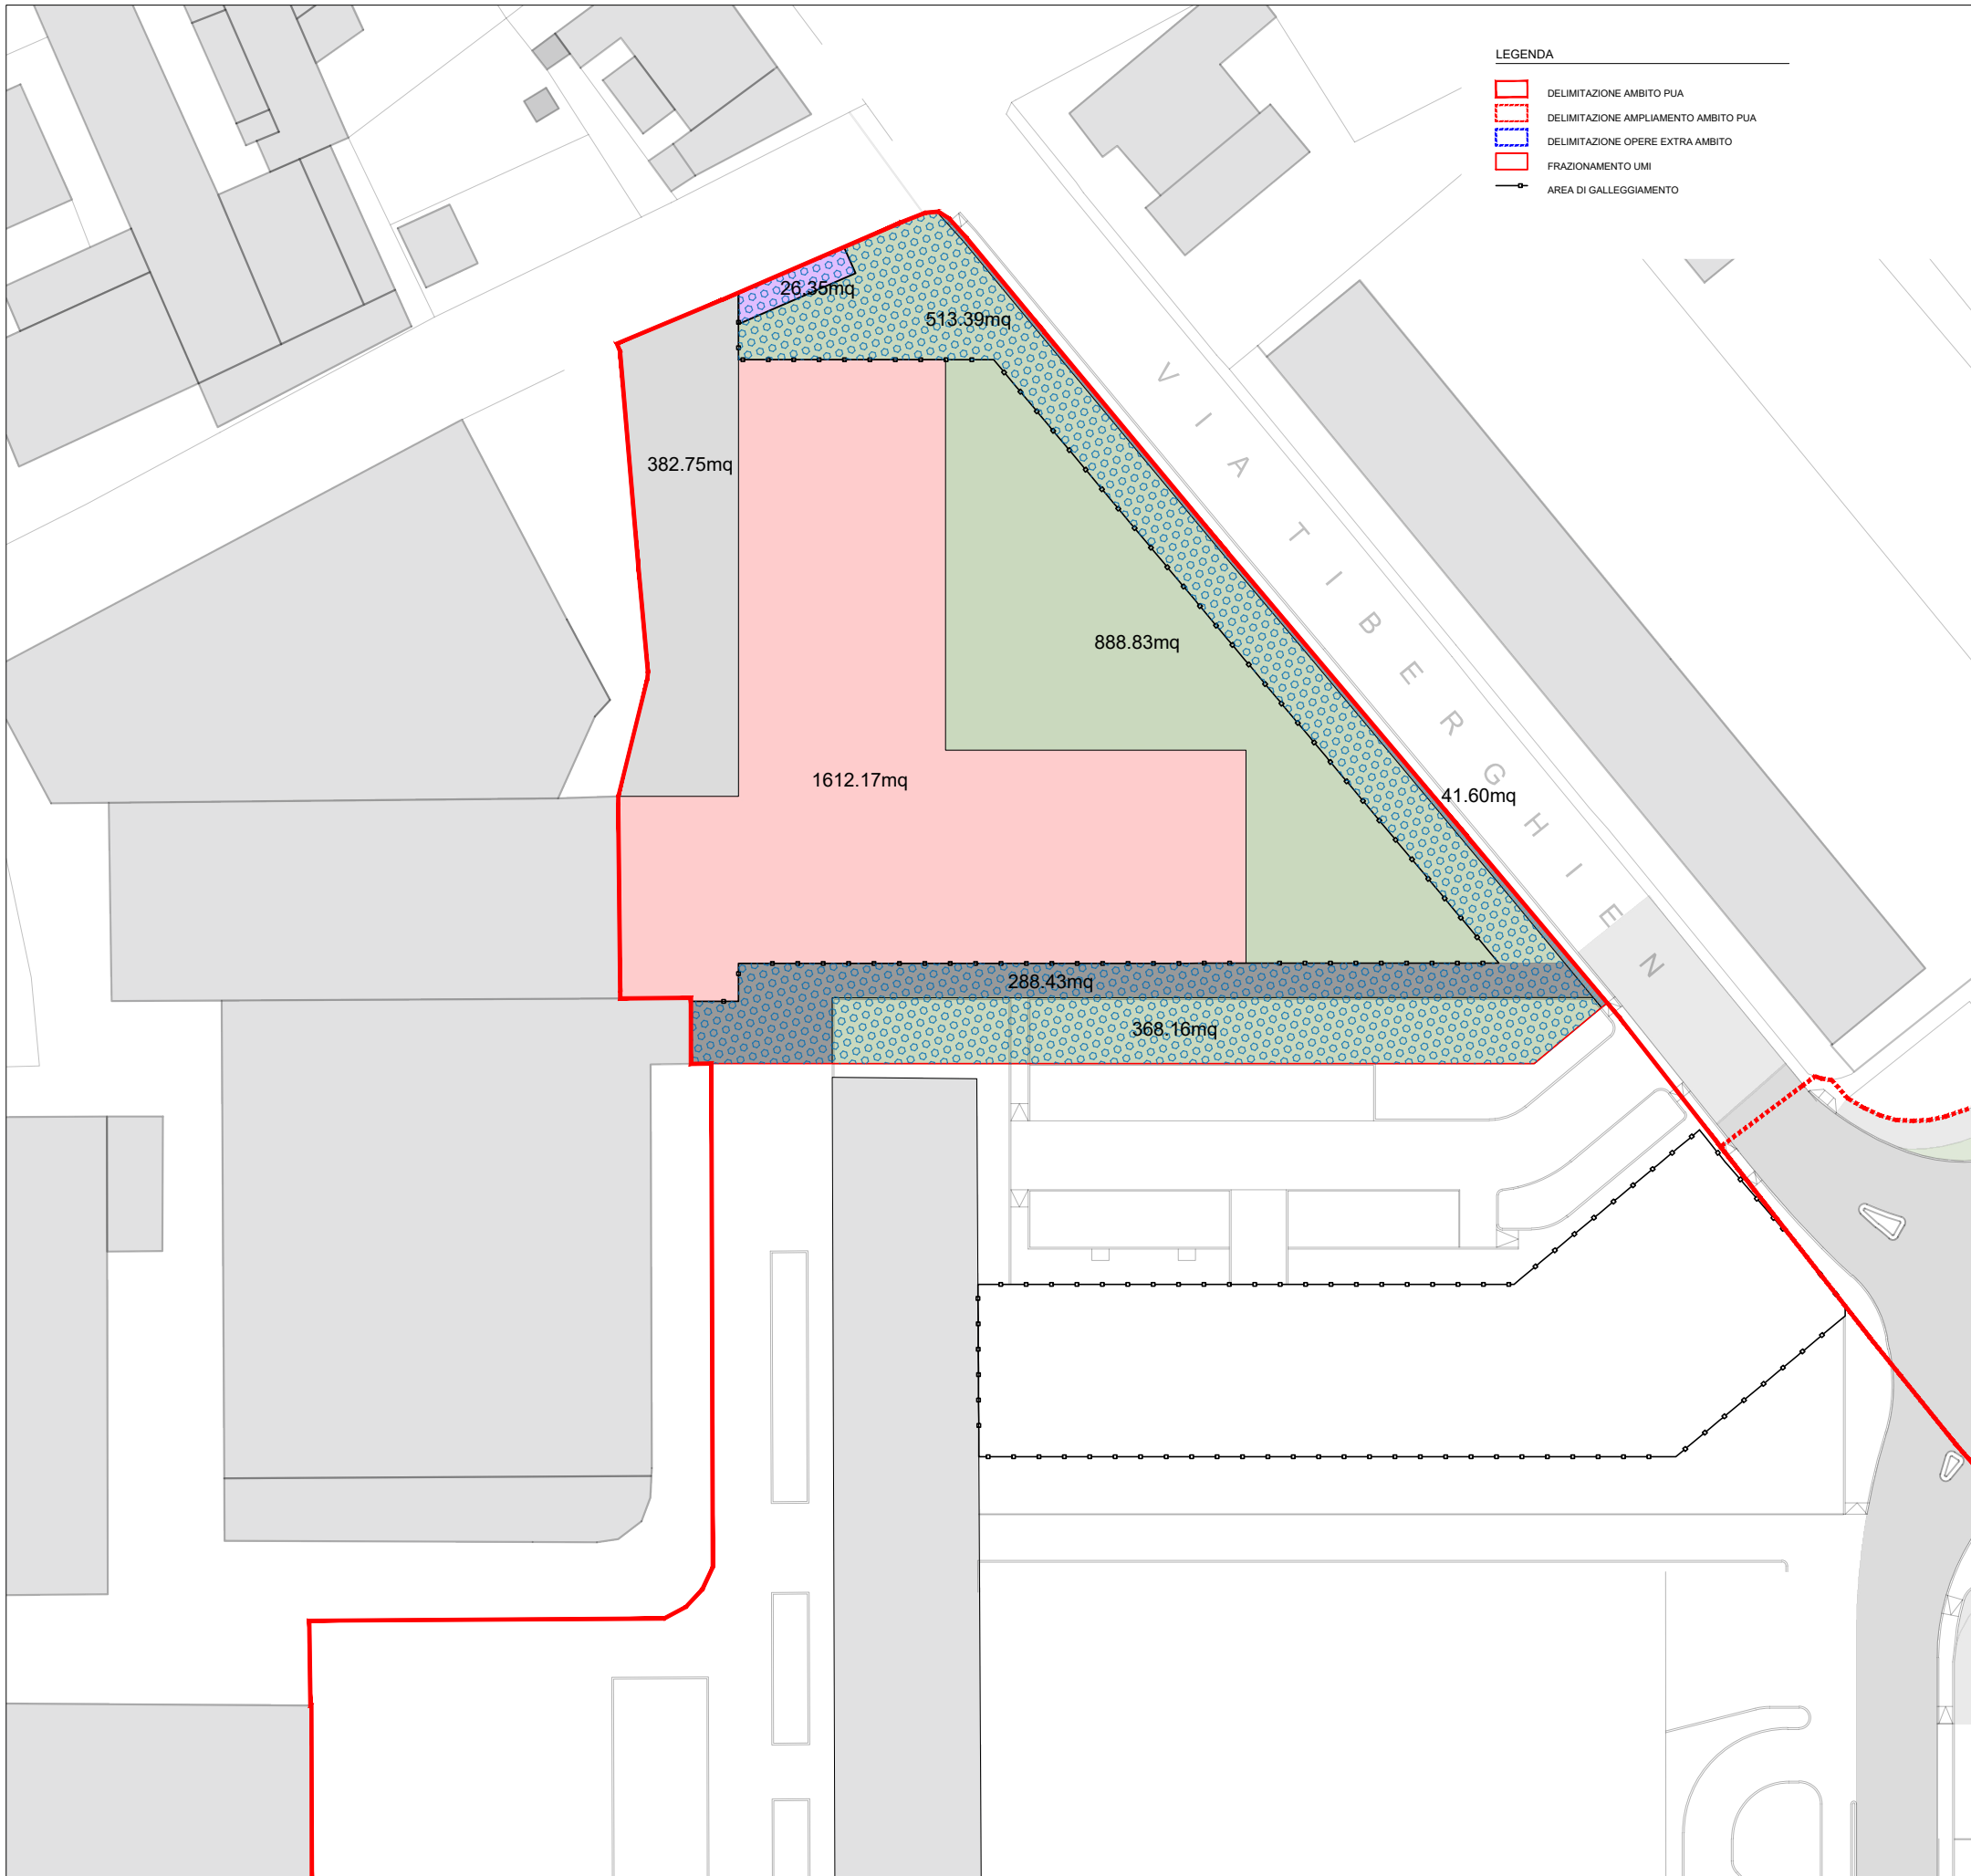 LEGENDA
DELIMITAZIONE AMBITO PUA
DELIMITAZIONE AMPLIAMENTO AMBITO PUA
DELIMITAZIONE OPERE EXTRA AMBITO
FRAZIONAMENTO UMI
AREA DI GALLEGGIAMENTO
26.35mq
513.39mq
VIA TIBERGHIEN
382.75mq
888.83mq
1612.17mq
41.60mq
288.43mq
368.16mq